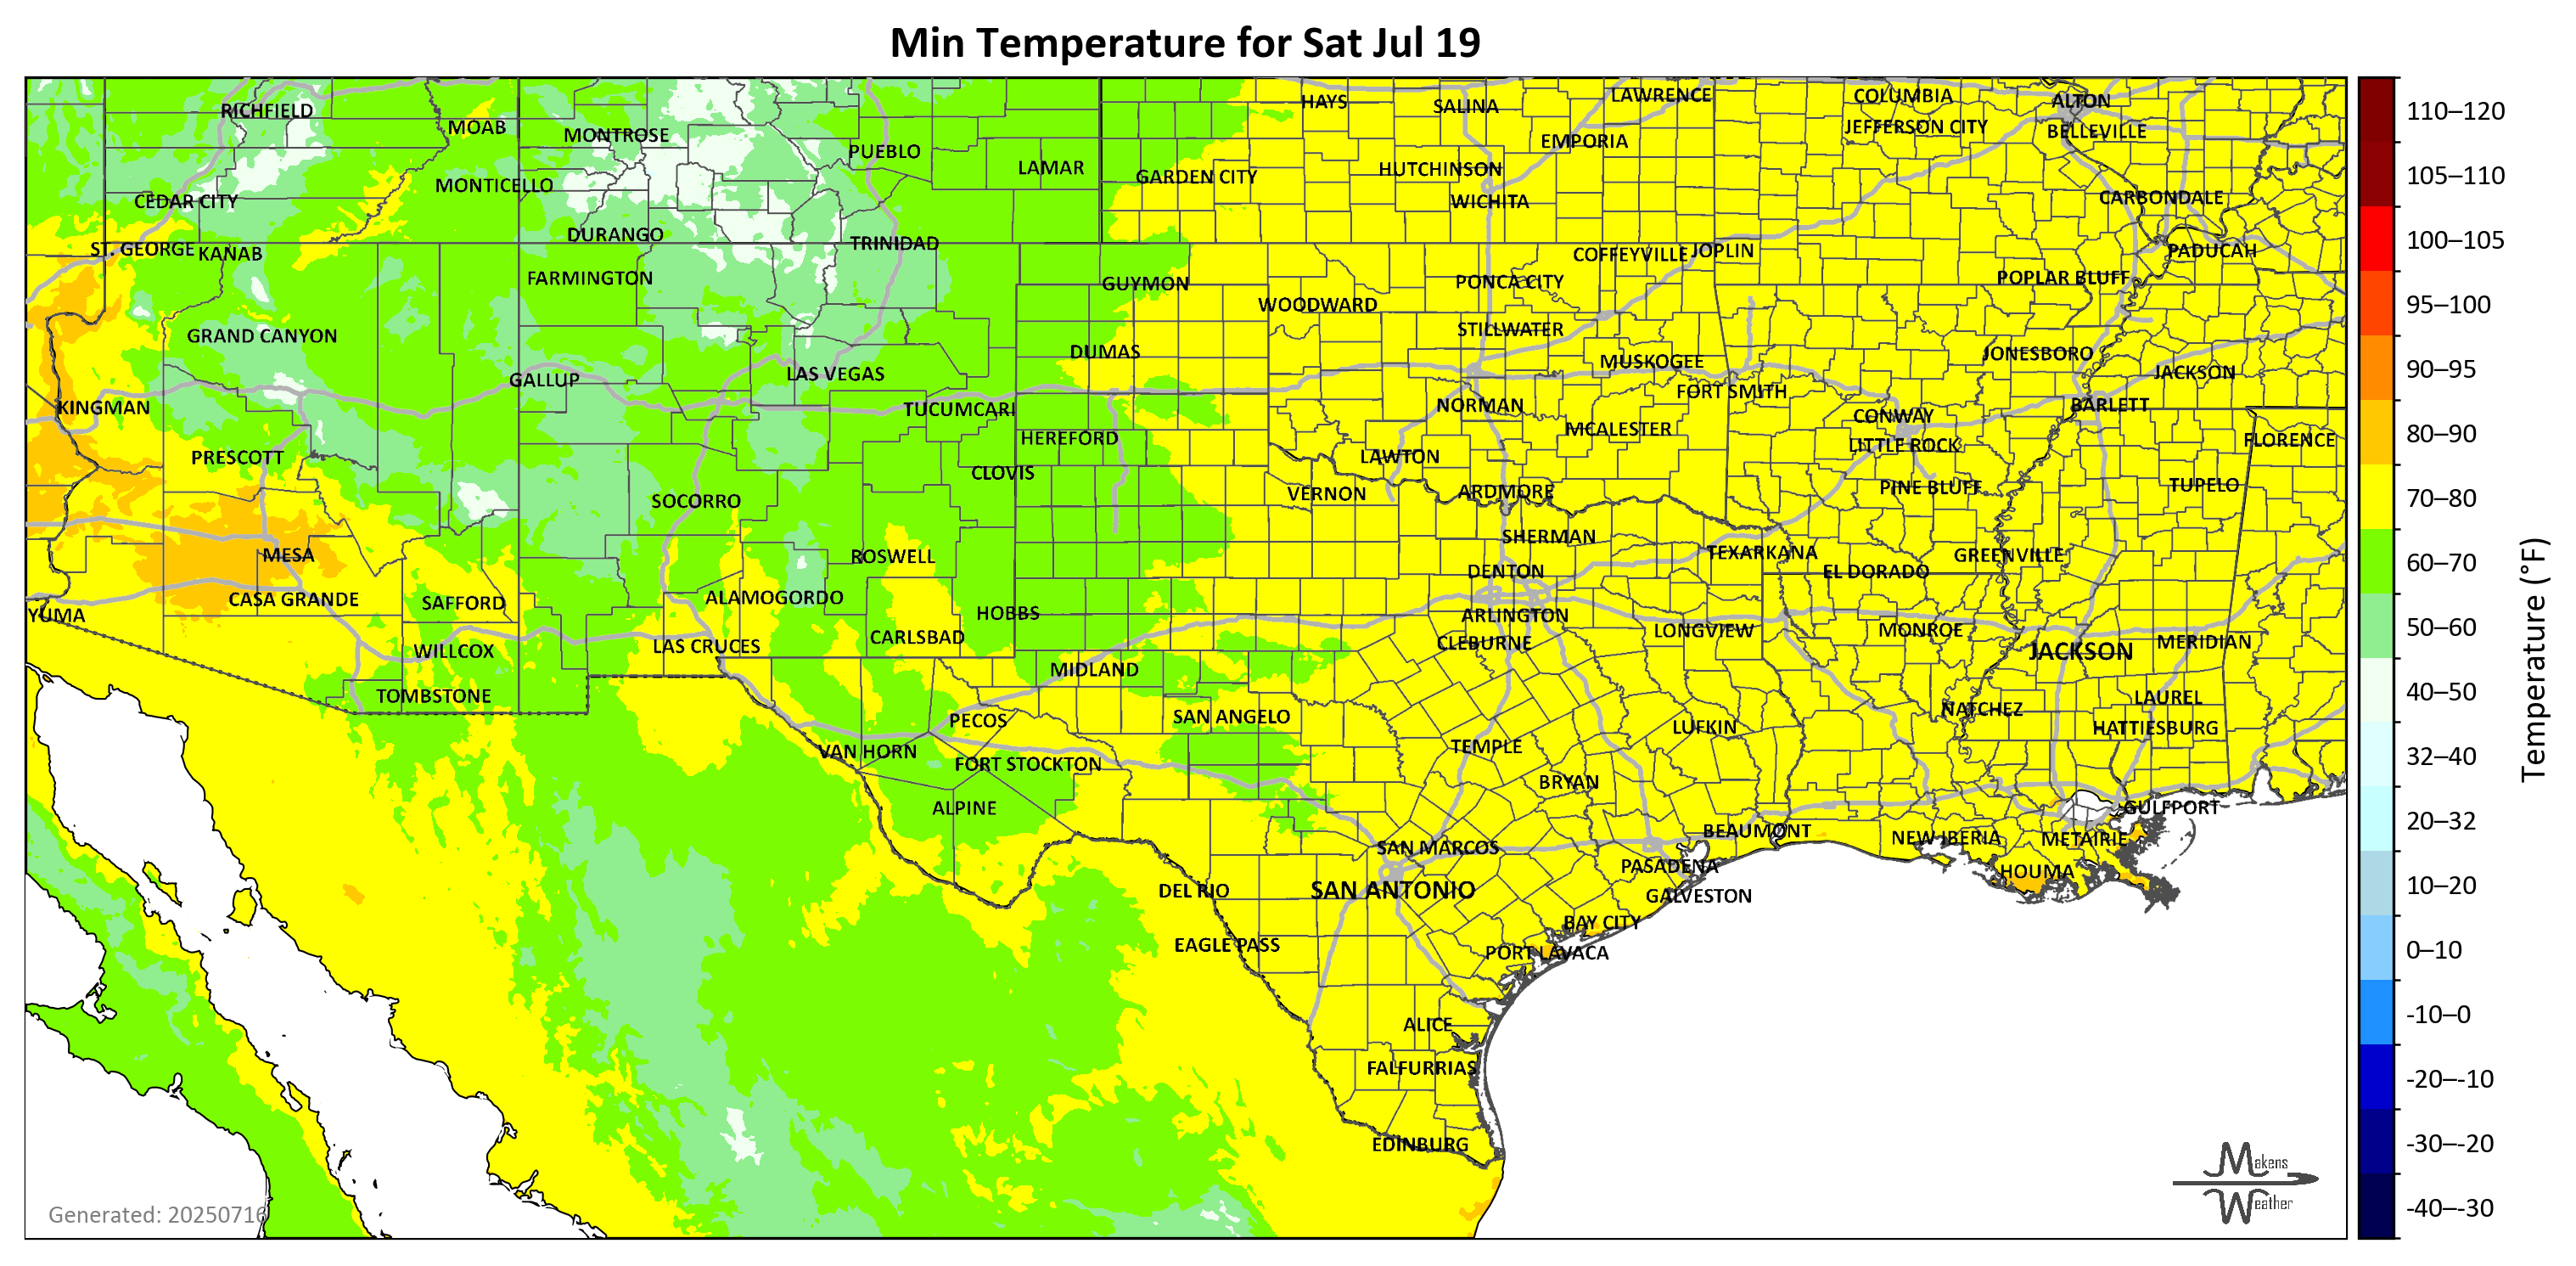 Min Temperature for Sat Jul 19
RICHFIELD
MOAB
MONTROSE
PUEBLO
LAMAR
HAYS
SALINA
LAWRENCE
COLUMBIA
ALTON
EMPORIA
JEFFERSON CITY
BELLEVILLE
CEDAR CITY
MONTICELLO
GARDEN CITY
HUTCHINSON
WICHITA
CARBONDALE
ST. GEORGE
KANAB
DURANGO
TRINIDAD
COFFEYVILLE
JOPLIN
PADUCAH
FARMINGTON
GUYMON
WOODWARD
PONCA CITY
POPLAR BLUFF
GRAND CANYON
DUMAS
STILLWATER
MUSKOGEE
JONESBORO
JACKSON
GALLUP
LAS VEGAS
FORT SMITH
KINGMAN
TUCUMCARI
NORMAN
CONWAY
BARLETT
HEREFORD
MCALESTER
LITTLE ROCK
FLORENCE
PRESCOTT
CLOVIS
LAWTON
SOCORRO
VERNON
ARDMORE
PINE BLUFF
TUPELO
MESA
ROSWELL
SHERMAN
TEXARKANA
GREENVILLE
DENTON
EL DORADO
YUMA
CASA GRANDE
SAFFORD
ALAMOGORDO
HOBBS
ARLINGTON
WILLCOX
LAS CRUCES
CARLSBAD
CLEBURNE
LONGVIEW
MONROE
JACKSON
MERIDIAN
TOMBSTONE
MIDLAND
LAUREL
PECOS
SAN ANGELO
NATCHEZ
HATTIESBURG
VAN HORN
FORT STOCKTON
TEMPLE
LUFKIN
ALPINE
BRYAN
GULFPORT
SAN MARCOS
BEAUMONT
NEW IBERIA
METAIRIE
DEL RIO
SAN ANTONIO
PASADENA
HOUMA
GALVESTON
EAGLE PASS
BAY CITY
PORT LAVACA
ALICE
FALFURRIAS
EDINBURG
Generated: 20250716
Makens
Weather
110–120
105–110
100–105
95–100
90–95
80–90
70–80
60–70
50–60
40–50
32–40
20–32
10–20
0–10
-10–0
-20–-10
-30–-20
-40–-30
Temperature (°F)